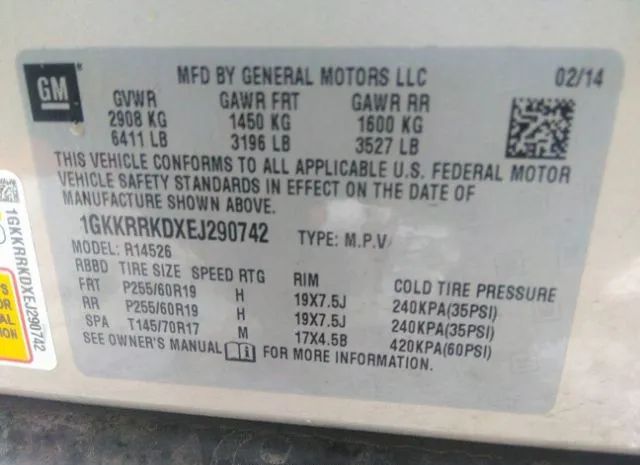 GM
MFD BY GENERAL MOTORS LLC 02/14
GVWR GAWR FRT GAWR RR
2908 KG 1450 KG 1600 KG
6411 LB 3196 LB 3527 LB
THIS VEHICLE CONFORMS TO ALL APPLICABLE U.S. FEDERAL MOTOR
VEHICLE SAFETY STANDARDS IN EFFECT ON THE DATE OF
MANUFACTURE SHOWN ABOVE.
1GKKRRKDXEJ290742 TYPE: M.P.V
MODEL: R14526
RBBD TIRE SIZE SPEED RTG RIM COLD TIRE PRESSURE
FRT P255/60R19 H 19X7.5J 240KPA(35PSI)
RR P255/60R19 H 19X7.5J 240KPA(35PSI)
SPA T145/70R17 M 17X4.5B 420KPA(60PSI)
SEE OWNER'S MANUAL FOR MORE INFORMATION.
1GKKRRKDXEJ290742